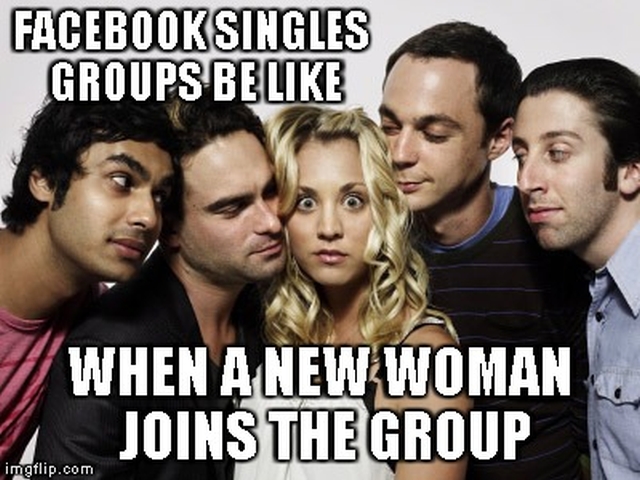 FACEBOOK SINGLES
GROUPS BE LIKE
WHEN A NEW WOMAN
JOINS THE GROUP
imgflip.com